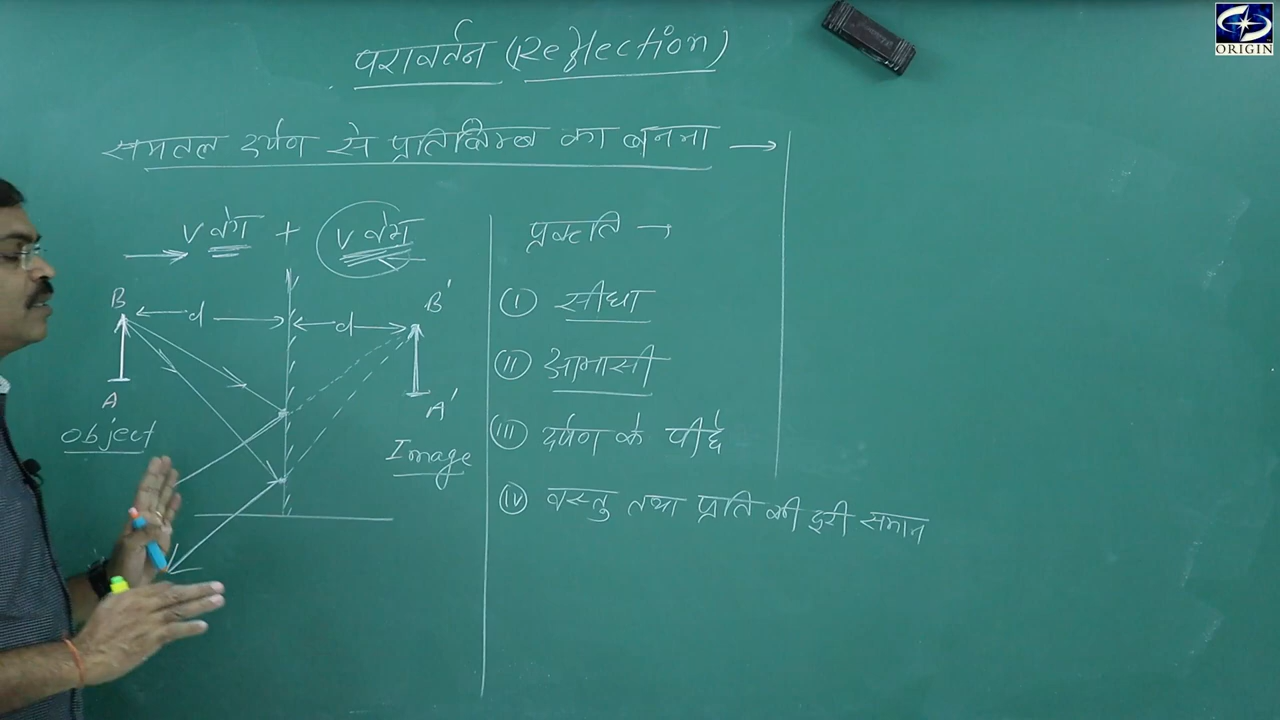 परावर्तन (Reflection)
ORIGIN
समतल दर्पण से प्रतिबिम्ब का बनना →
v वेग + v वेग
प्रकृति →
B d d B'
(I) सीधा
(II) आभासी
A A'
object
Image
(III) दर्पण के पीछे
(IV) वस्तु तथा प्रति की दूरी समान